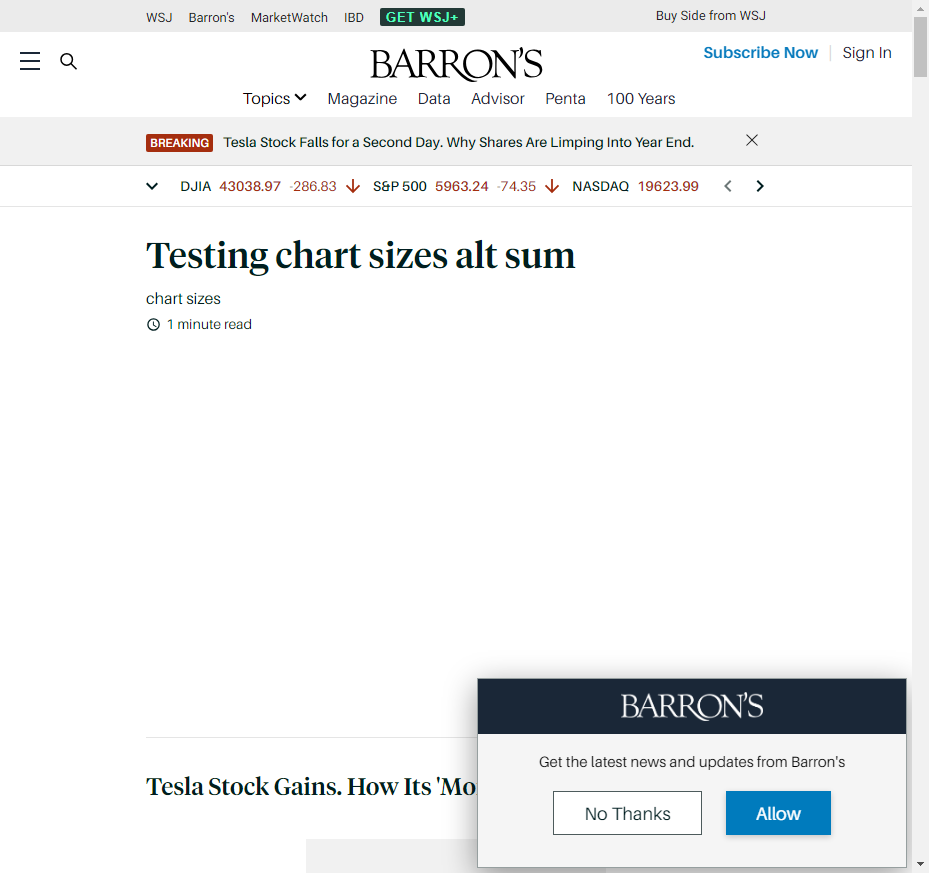 WSJ Barron's MarketWatch IBD GET WSJ+ Buy Side from WSJ
BARRON'S
Subscribe Now Sign In
Topics Magazine Data Advisor Penta 100 Years
BREAKING Tesla Stock Falls for a Second Day. Why Shares Are Limping Into Year End.
DJIA 43038.97 -286.83 S&P 500 5963.24 -74.35 NASDAQ 19623.99
Testing chart sizes alt sum
chart sizes
1 minute read
Tesla Stock Gains. How Its 'Mo
BARRON'S
Get the latest news and updates from Barron's
No Thanks Allow